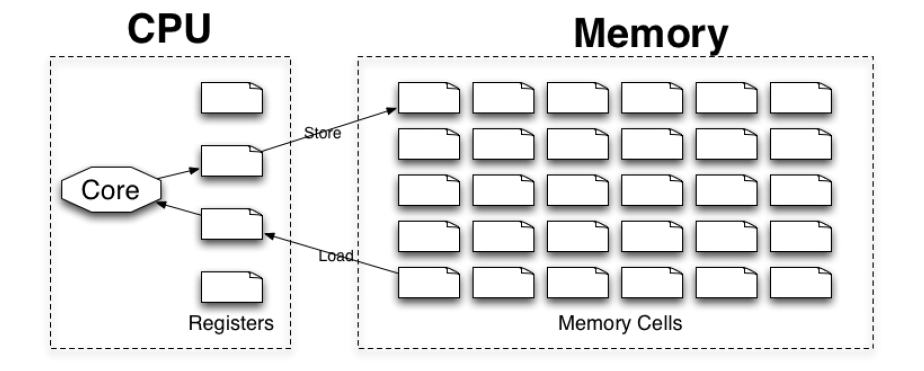 CPU
Memory
Store
Core
Load
Registers
Memory Cells